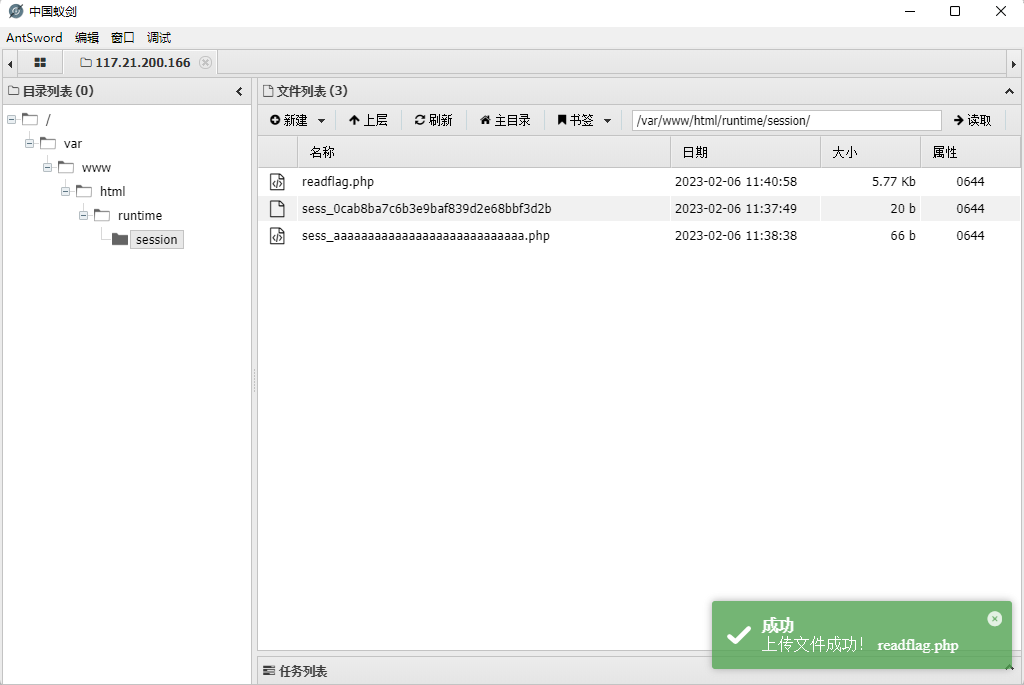 中国蚁剑
AntSword 编辑 窗口 调试
117.21.200.166
目录列表 (0)
/
var
www
html
runtime
session
文件列表 (3)
新建 上层 刷新 主目录 书签 /var/www/html/runtime/session/ 读取
名称 日期 大小 属性
readflag.php 2023-02-06 11:40:58 5.77 Kb 0644
sess_0cab8ba7c6b3e9baf839d2e68bbf3d2b 2023-02-06 11:37:49 20 b 0644
sess_aaaaaaaaaaaaaaaaaaaaaaaaaaaa.php 2023-02-06 11:38:38 66 b 0644
成功
上传文件成功! readflag.php
任务列表